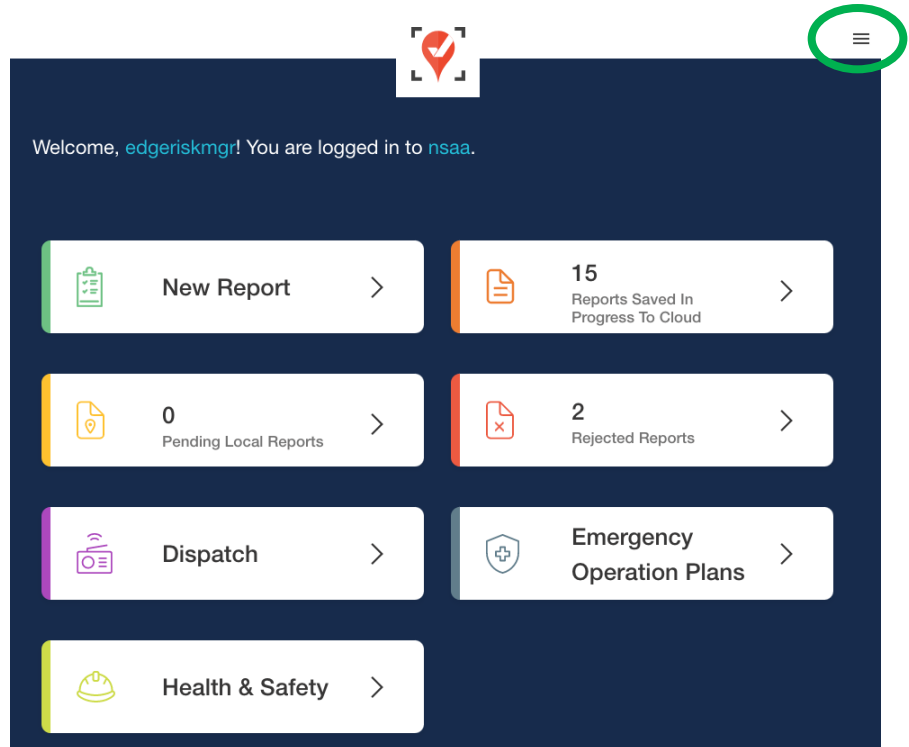 Welcome, edgeriskmgr! You are logged in to nsaa.
New Report
15
Reports Saved In
Progress To Cloud
0
Pending Local Reports
2
Rejected Reports
Dispatch
Emergency
Operation Plans
Health & Safety